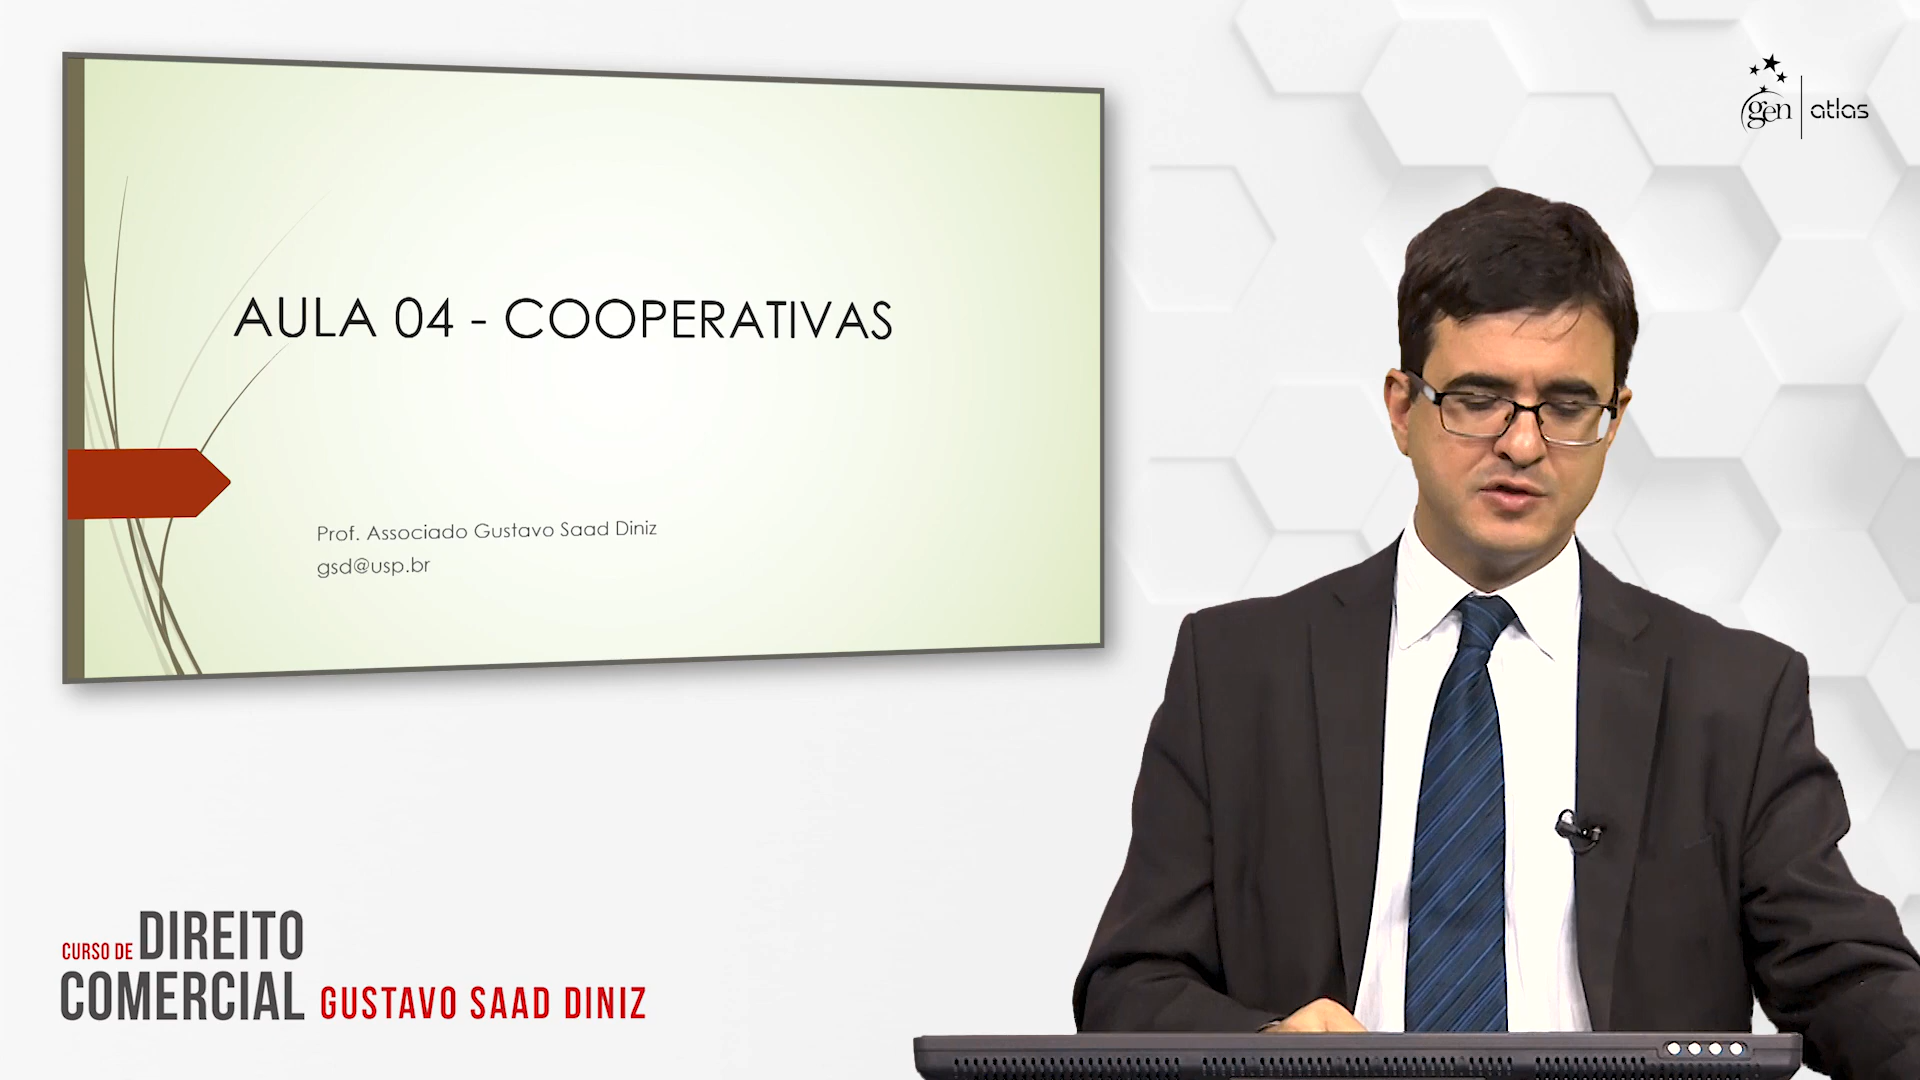 AULA 04 - COOPERATIVAS
Prof. Associado Gustavo Saad Diniz
gsd@usp.br
gen atlas
CURSO DE DIREITO
COMERCIAL GUSTAVO SAAD DINIZ